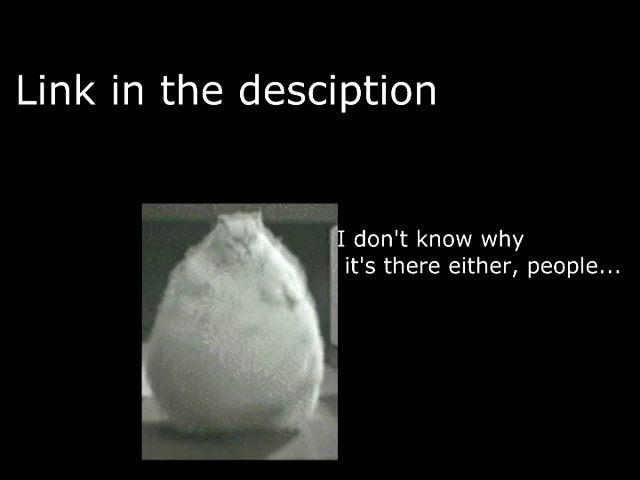 Link in the desciption
I don't know why
it's there either, people...